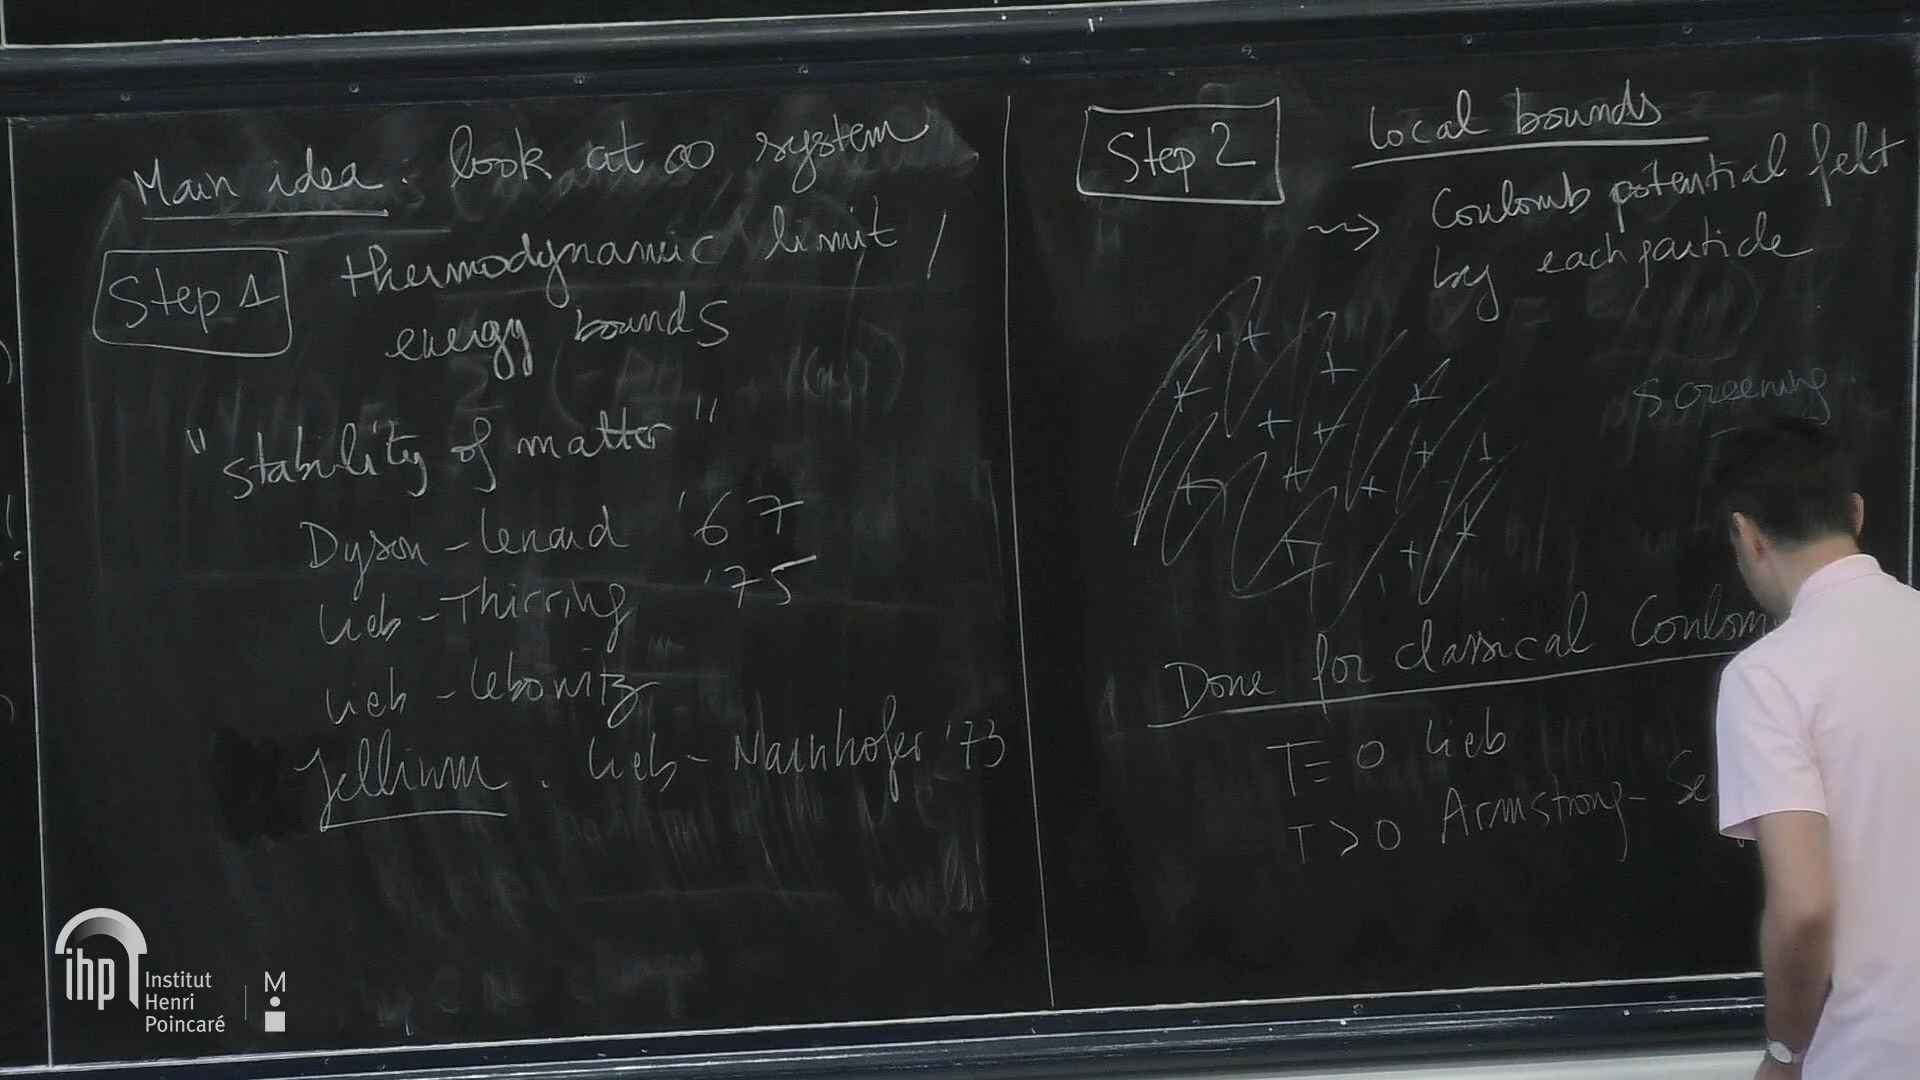 Main idea : look at ∞ system
Step 1
thermodynamic limit /
energy bounds
"stability of matter"
Dyson - Lenard '67
Lieb - Thirring '75
Lieb - Lebowitz
Jellium . Lieb - Narnhofer '73
Step 2
local bounds
⇝ Coulomb potential felt
by each particle
screening
Done for classical Coulom
T = 0 Lieb
T > 0 Armstrong - Se
ihp
Institut
Henri
Poincaré
M